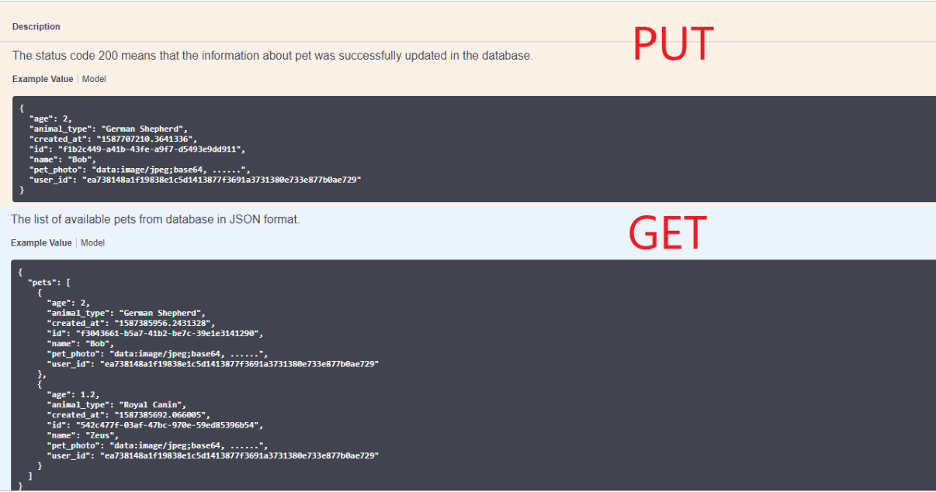 Description
PUT
The status code 200 means that the information about pet was successfully updated in the database.
Example Value | Model
{
"age": 2,
"animal_type": "German Shepherd",
"created_at": "1587707210.3641336",
"id": "f1b2c449-a41b-43fe-a9f7-d5493e9dd911",
"name": "Bob",
"pet_photo": "data:image/jpeg;base64, ......",
"user_id": "ea738148a1f19838e1c5d1413877f3691a3731380e733e877b0ae729"
}
The list of available pets from database in JSON format.
GET
Example Value | Model
{
"pets": [
{
"age": 2,
"animal_type": "German Shepherd",
"created_at": "1587385956.2431328",
"id": "f3043661-b5a7-41b2-be7c-39e1e3141290",
"name": "Bob",
"pet_photo": "data:image/jpeg;base64, ......",
"user_id": "ea738148a1f19838e1c5d1413877f3691a3731380e733e877b0ae729"
},
{
"age": 1.2,
"animal_type": "Royal Canin",
"created_at": "1587385692.066005",
"id": "542c477f-03af-47bc-970e-59ed85396b54",
"name": "Zeus",
"pet_photo": "data:image/jpeg;base64, ......",
"user_id": "ea738148a1f19838e1c5d1413877f3691a3731380e733e877b0ae729"
}
]
}